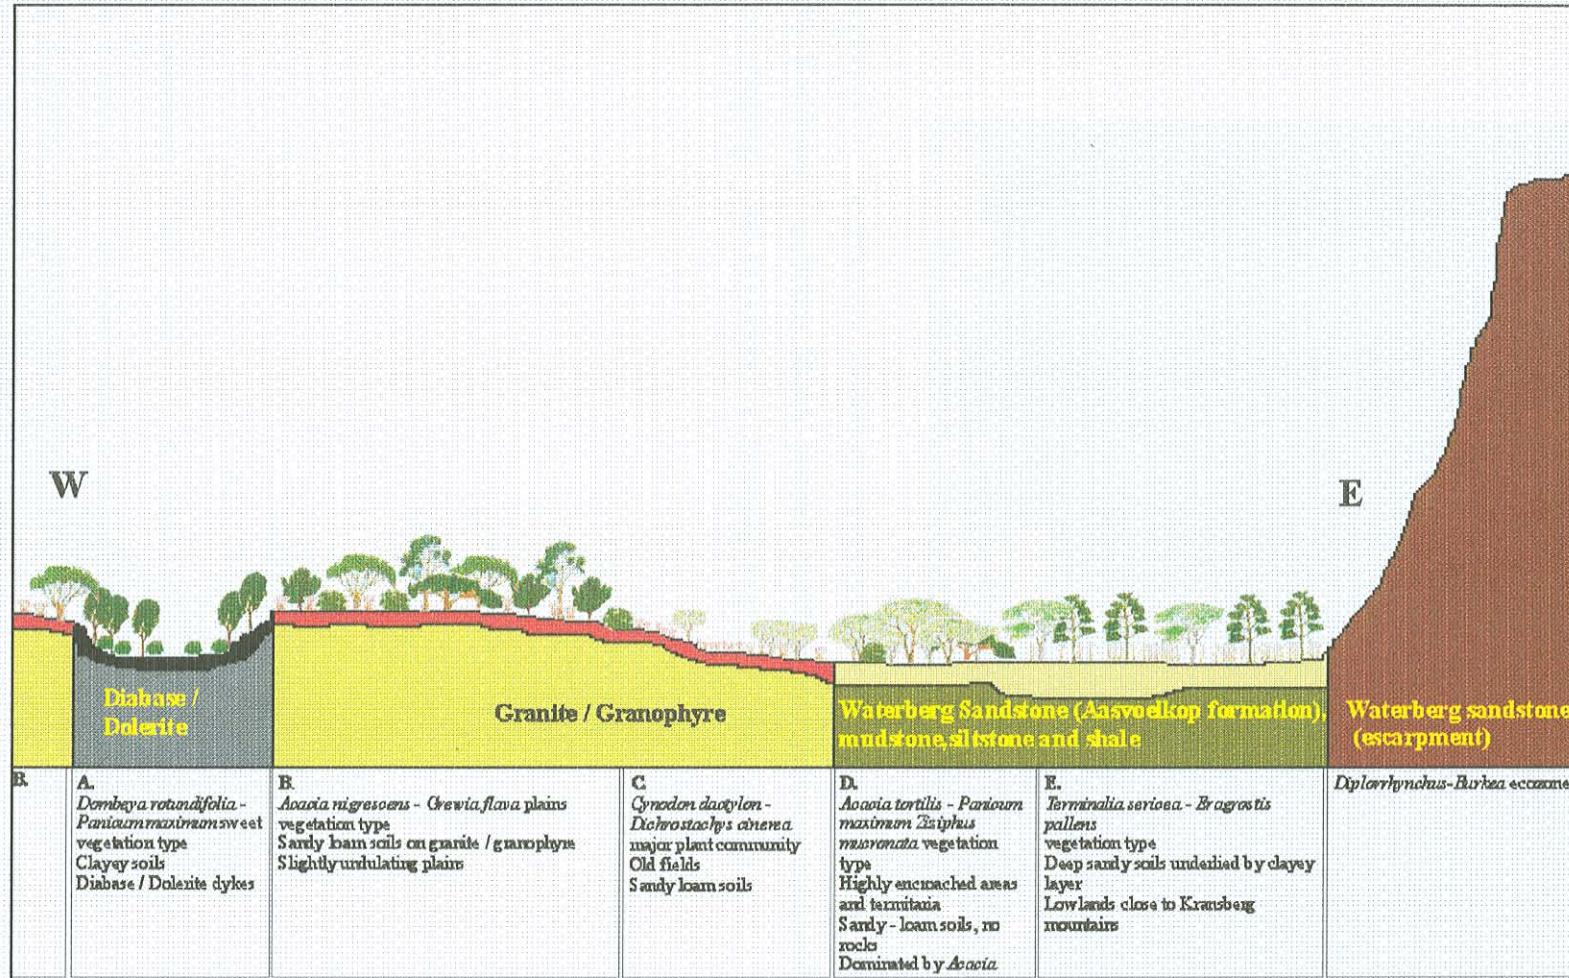 W
E
Diabase /
Dolerite
Granite / Granophyre
Waterberg Sandstone (Aasvoelkop formation),
mudstone, siltstone and shale
Waterberg sandstone
(escarpment)
B.
A.
Dombeya rotundifolia -
Panicum maximum sweet
vegetation type
Clayey soils
Diabase / Dolerite dykes
B.
Acacia nigrescens - Grewia flava plains
vegetation type
Sandy loam soils on granite / granophyre
Slightly undulating plains
C.
Cynodon dactylon -
Dichrostachys cinerea
major plant community
Old fields
Sandy loam soils
D.
Acacia tortilis - Panicum
maximum Ziziphus
mucronata vegetation
type
Highly encroached areas
and termitaria
Sandy - loam soils, no
rocks
Dominated by Acacia
E.
Terminalia sericea - Eragrostis
pallens
vegetation type
Deep sandy soils underlied by clayey
layer
Lowlands close to Kransberg
mountains
Diplorrhynchus-Burkea ecozone